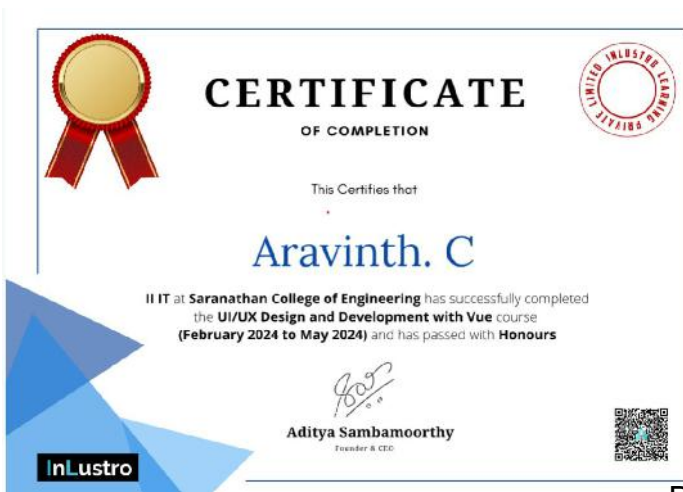 CERTIFICATE
OF COMPLETION
INLUSTRO LEARNING PRIVATE LIMITED
This Certifies that
Aravinth. C
II IT at Saranathan College of Engineering has successfully completed
the UI/UX Design and Development with Vue course
(February 2024 to May 2024) and has passed with Honours
Aditya Sambamoorthy
Founder & CEO
InLustro